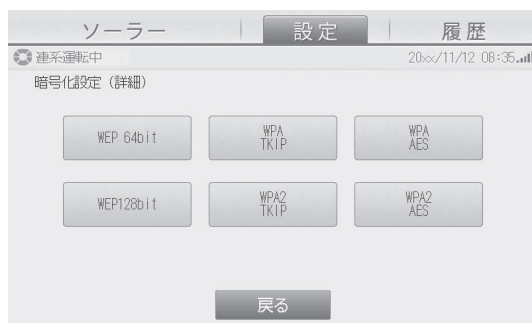 ソーラー 設定 履歴
連系運転中 20××/11/12 08:35
暗号化設定（詳細）
WEP 64bit
WPA
TKIP
WPA
AES
WEP128bit
WPA2
TKIP
WPA2
AES
戻る